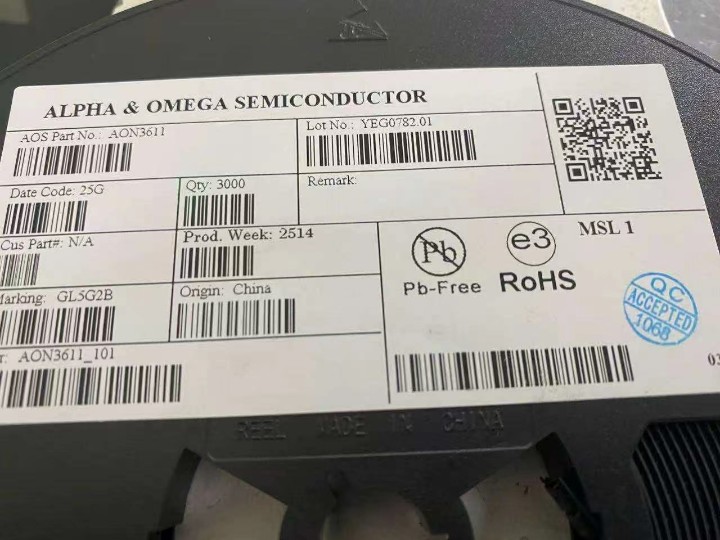 ALPHA & OMEGA SEMICONDUCTOR
AOS Part No.: AON3611
Lot No.: YEG0782.01
Date Code: 25G
Qty: 3000
Remark:
Cus Part#: N/A
Prod. Week: 2514
Marking: GL5G2B
Origin: China
r: AON3611_101
Pb
Pb-Free
e3
RoHS
MSL 1
QC
ACCEPTED
1068
03
REEL MADE IN CHINA